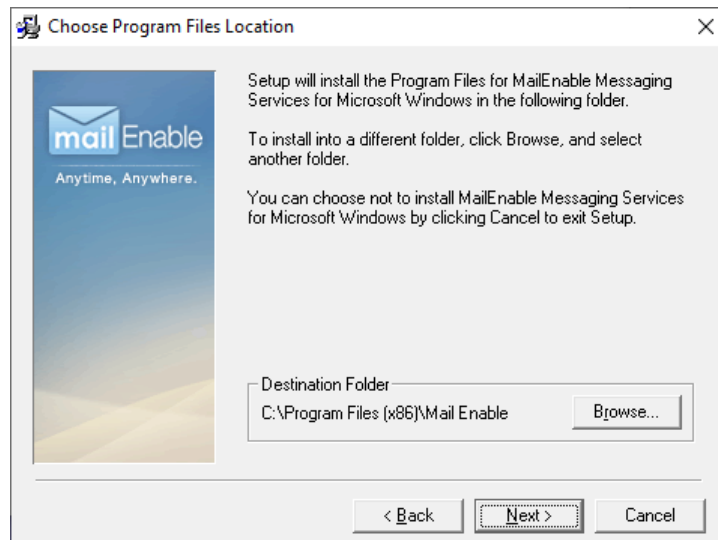 Choose Program Files Location
mail Enable
Anytime, Anywhere.
Setup will install the Program Files for MailEnable Messaging
Services for Microsoft Windows in the following folder.
To install into a different folder, click Browse, and select
another folder.
You can choose not to install MailEnable Messaging Services
for Microsoft Windows by clicking Cancel to exit Setup.
Destination Folder
C:\Program Files (x86)\Mail Enable
Browse...
< Back
Next >
Cancel